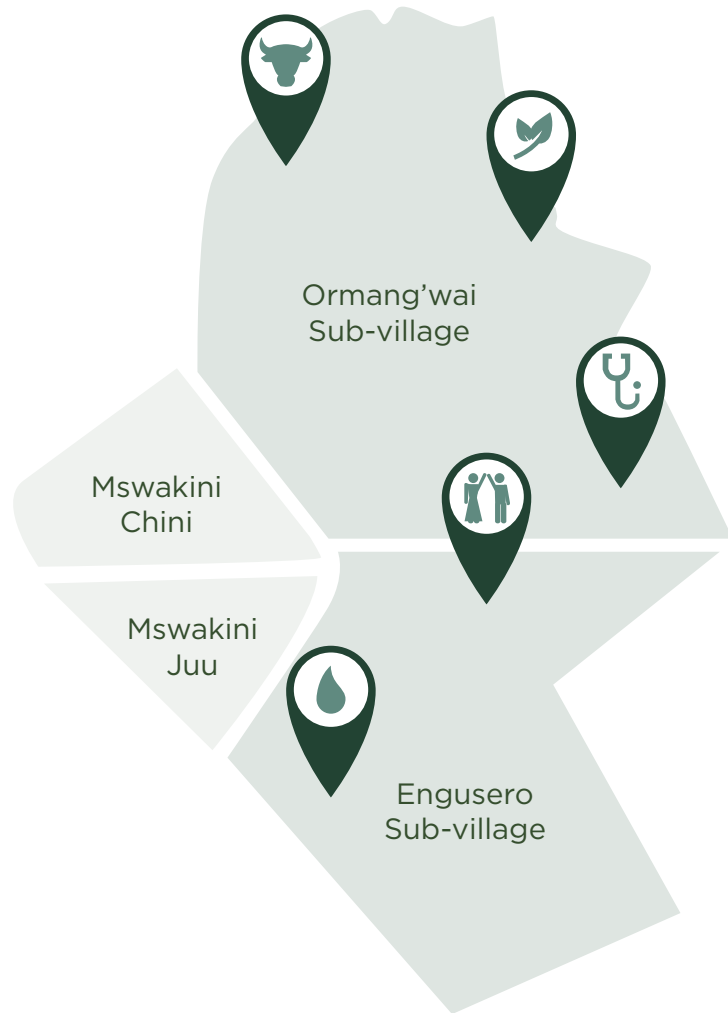 Ormang’wai
Sub-village
Mswakini
Chini
Mswakini
Juu
Engusero
Sub-village